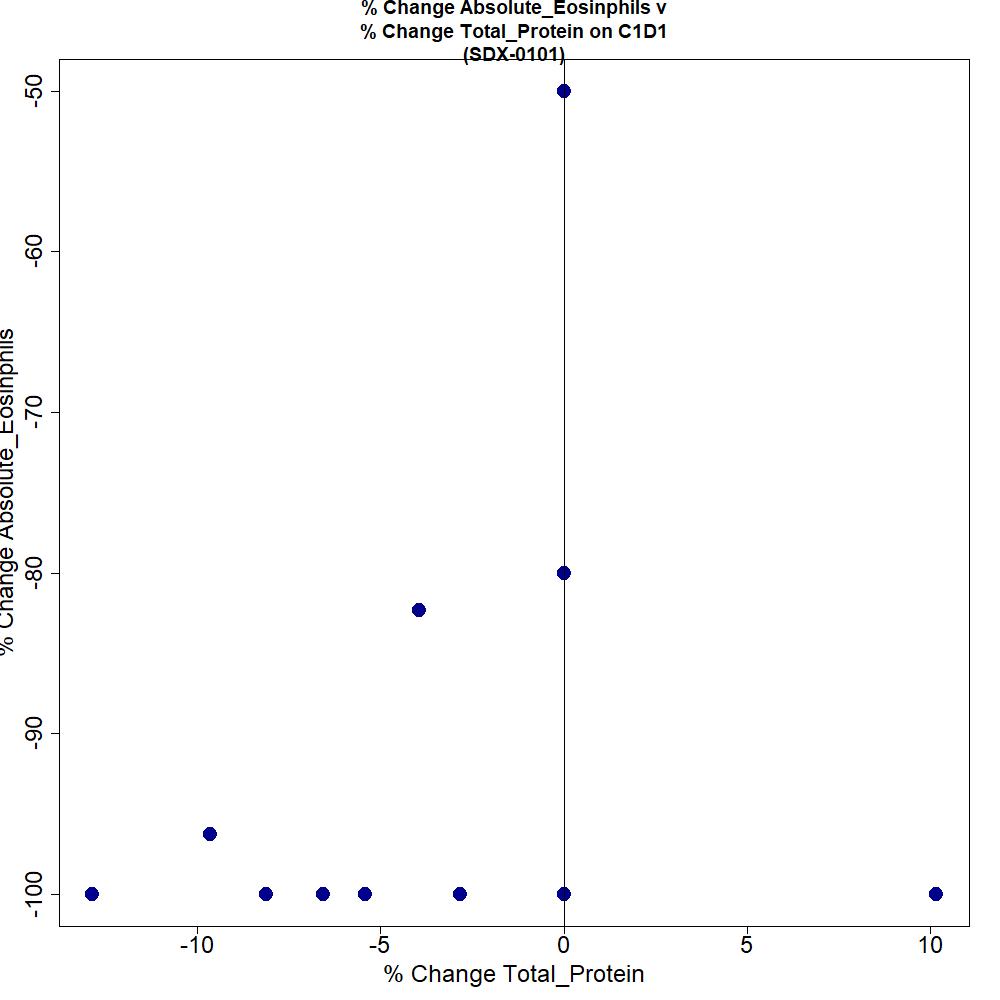 % Change Absolute_Eosinphils v
% Change Total_Protein on C1D1
(SDX-0101)
% Change Absolute_Eosinphils
-50
-60
-70
-80
-90
-100
-10
-5
0
5
10
% Change Total_Protein